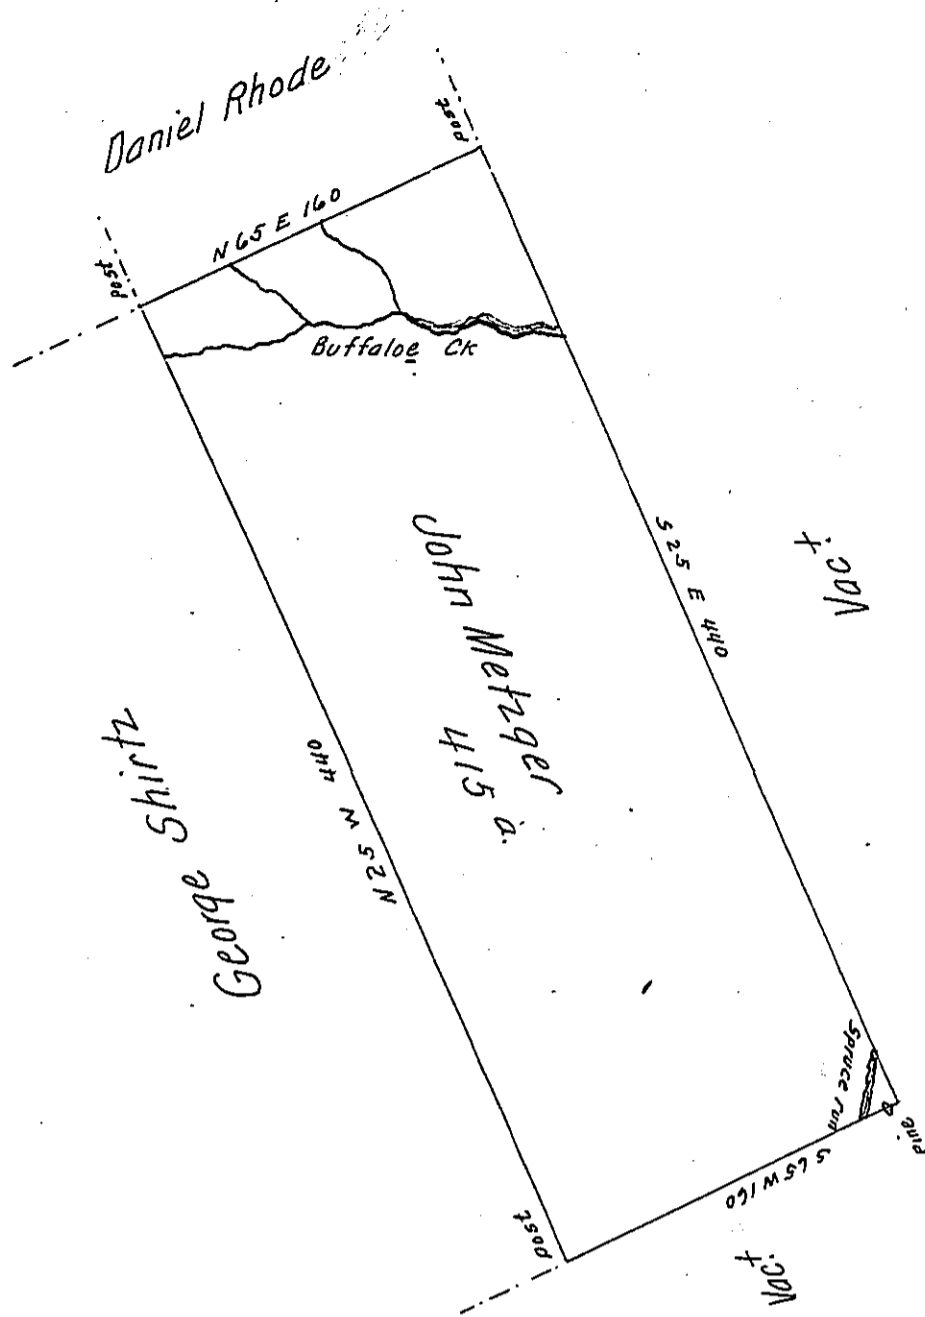 Daniel Rhode
post
N 65 E 160
post
Buffaloe Ck
S 25 E 440
Vac.t
John Metzger
415 a.
George Shirtz
N 25 W 440
Spruce run
pine
S 65 W 160
post
Vac.t